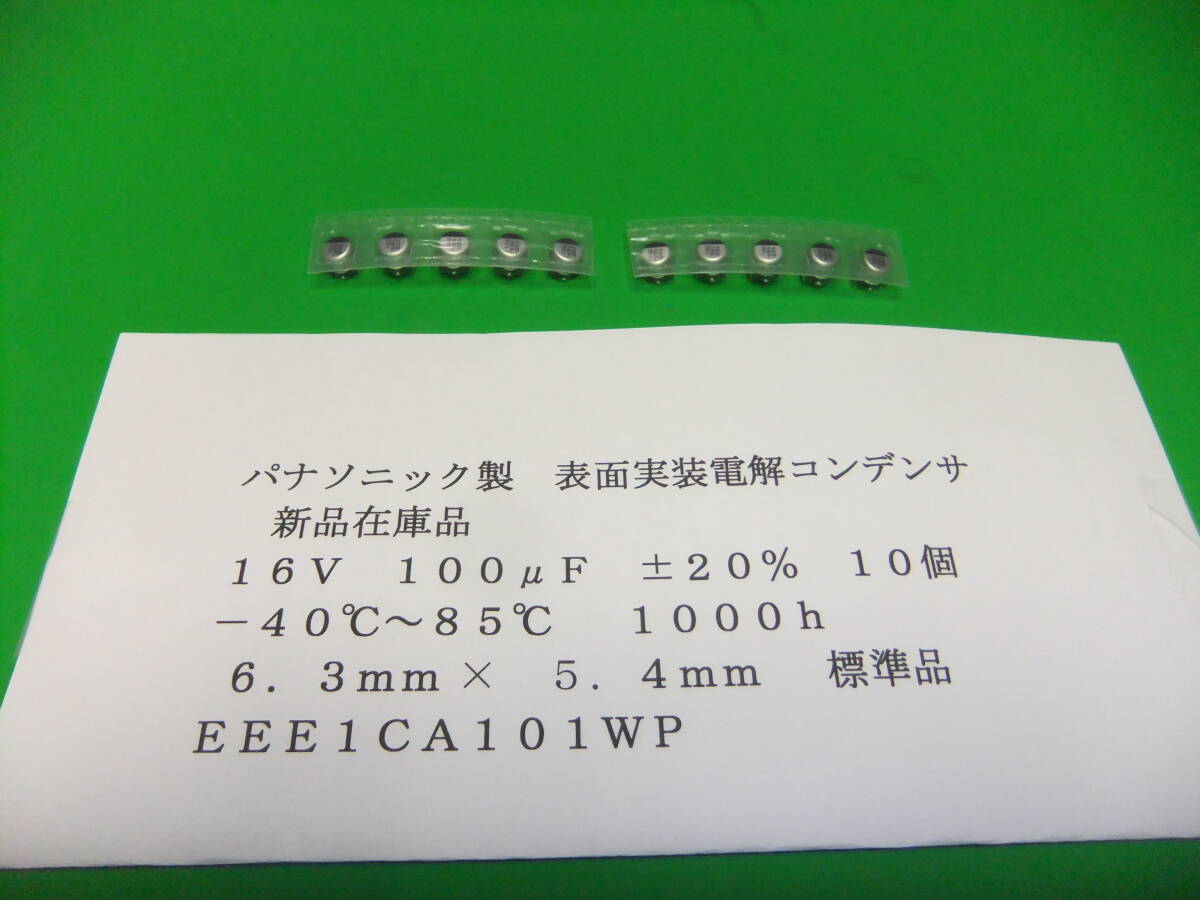 パナソニック製　表面実装電解コンデンサ
新品在庫品
１６Ｖ　１００μＦ　±２０％　１０個
－４０℃～８５℃　　１０００ｈ
６．３ｍｍ×　５．４ｍｍ　　標準品
ＥＥＥ１ＣＡ１０１ＷＰ